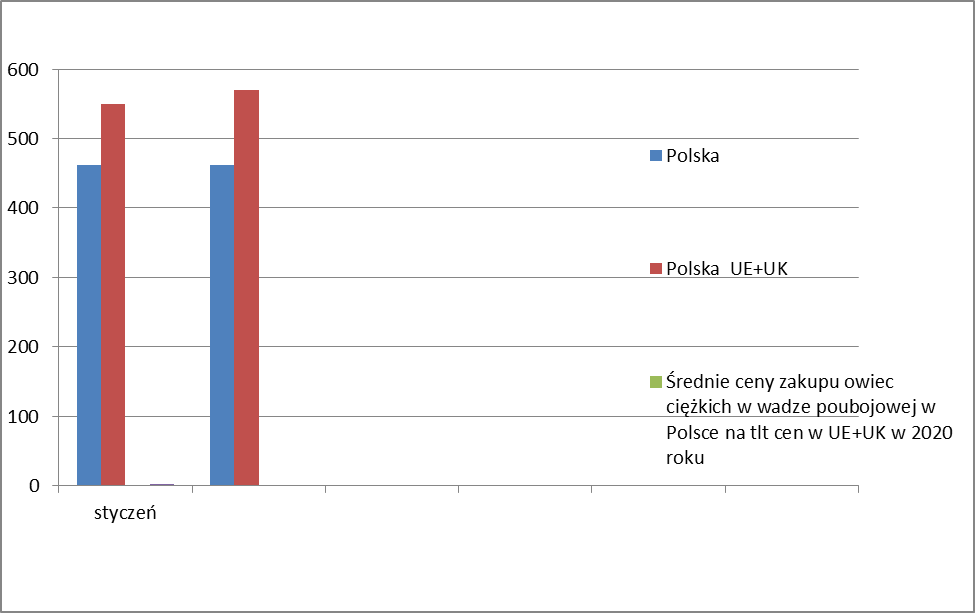 600
500
400
300
200
100
0
styczeń
Polska
Polska  UE+UK
Średnie ceny zakupu owiec
ciężkich w wadze poubojowej w
Polsce na tlt cen w UE+UK w 2020
roku